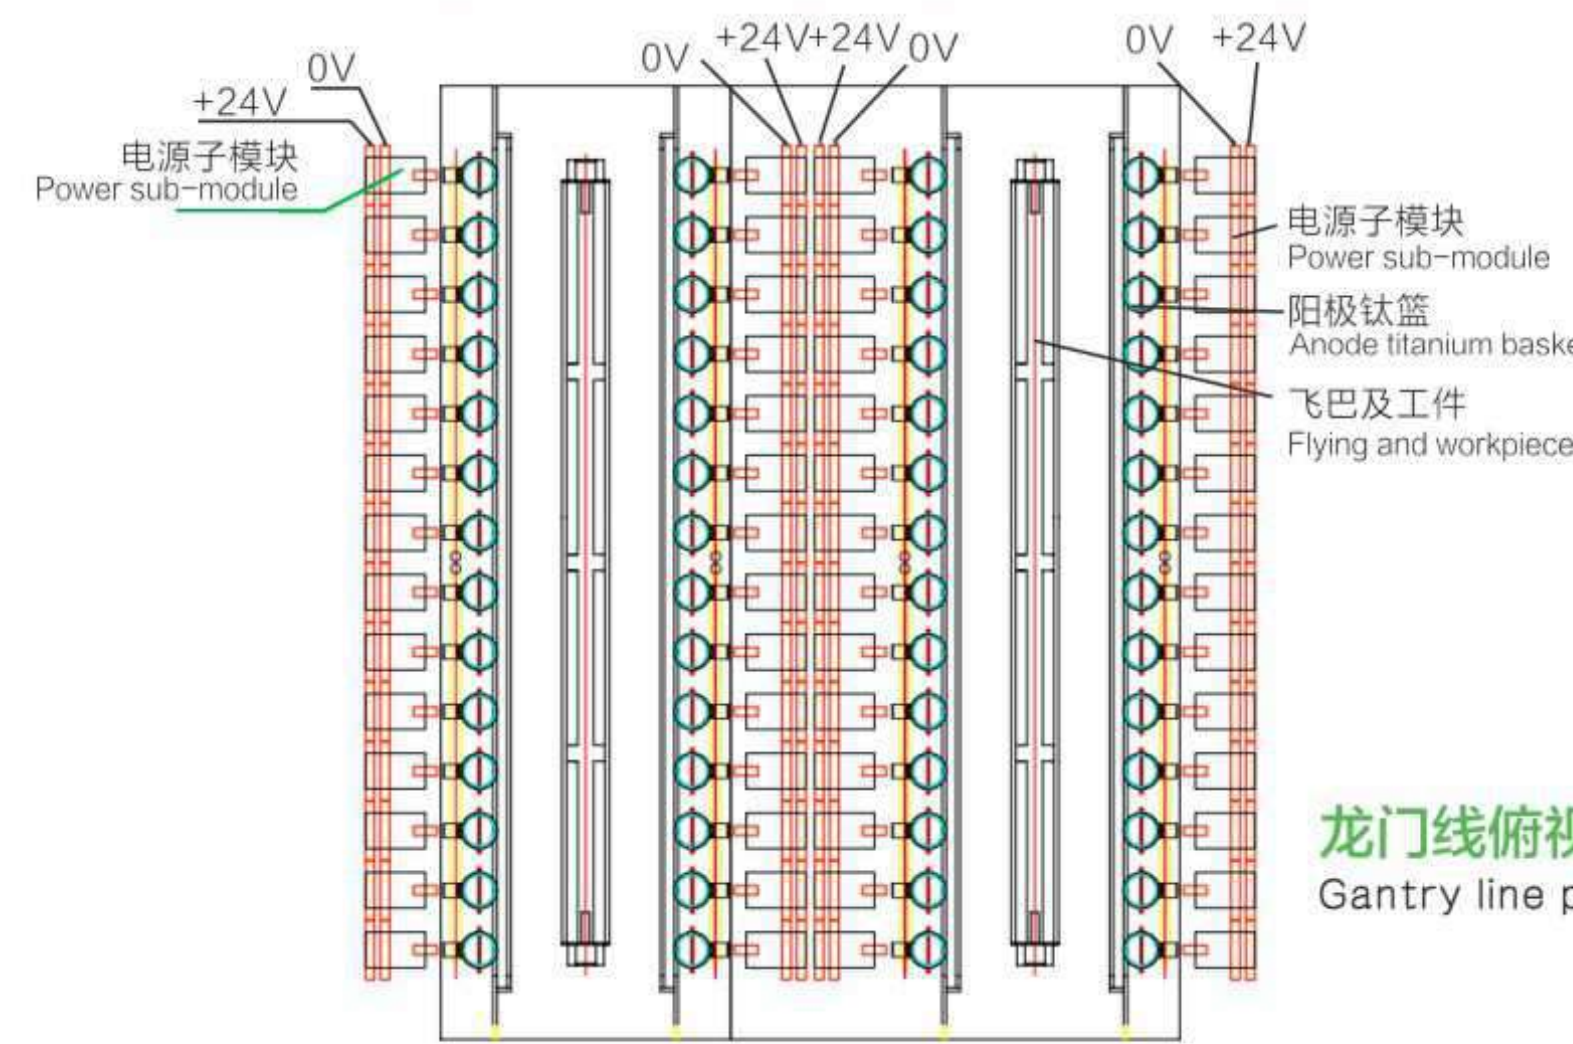 0V
+24V
电源子模块
Power sub-module
0V
+24V
+24V
0V
0V
+24V
电源子模块
Power sub-module
阳极钛篮
Anode titanium baske
飞巴及工件
Flying and workpiece
龙门线俯视
Gantry line p